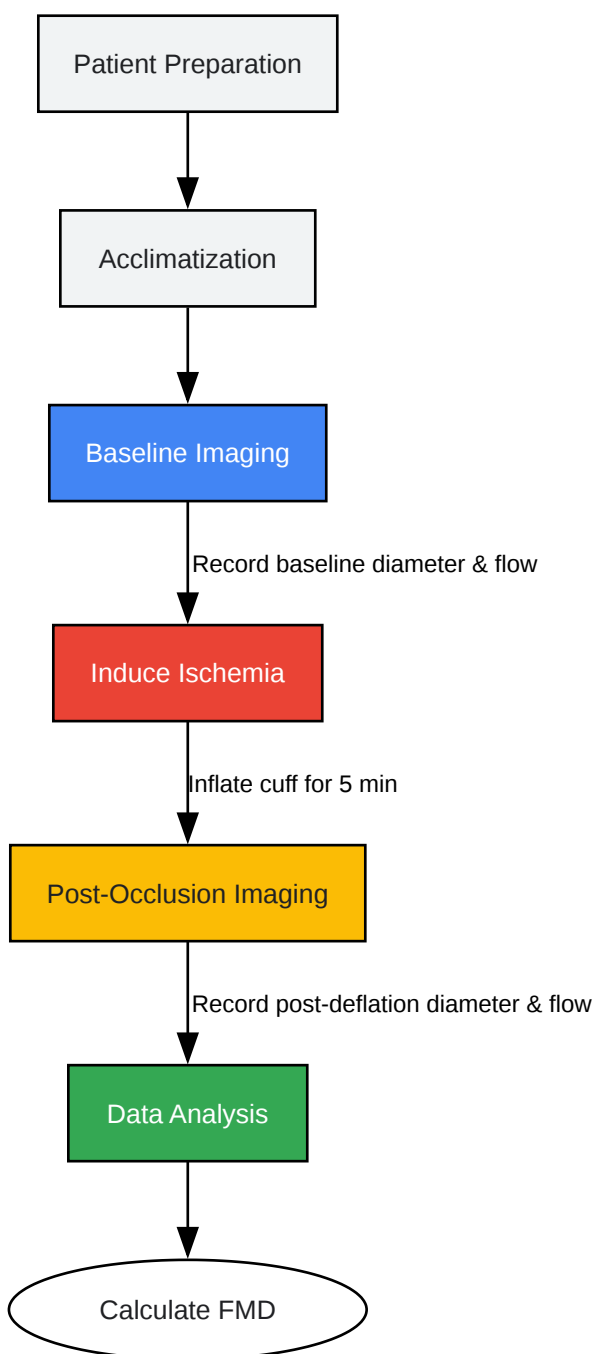 Patient Preparation
Acclimatization
Baseline Imaging
Record baseline diameter & flow
Induce Ischemia
Inflate cuff for 5 min
Post-Occlusion Imaging
Record post-deflation diameter & flow
Data Analysis
Calculate FMD